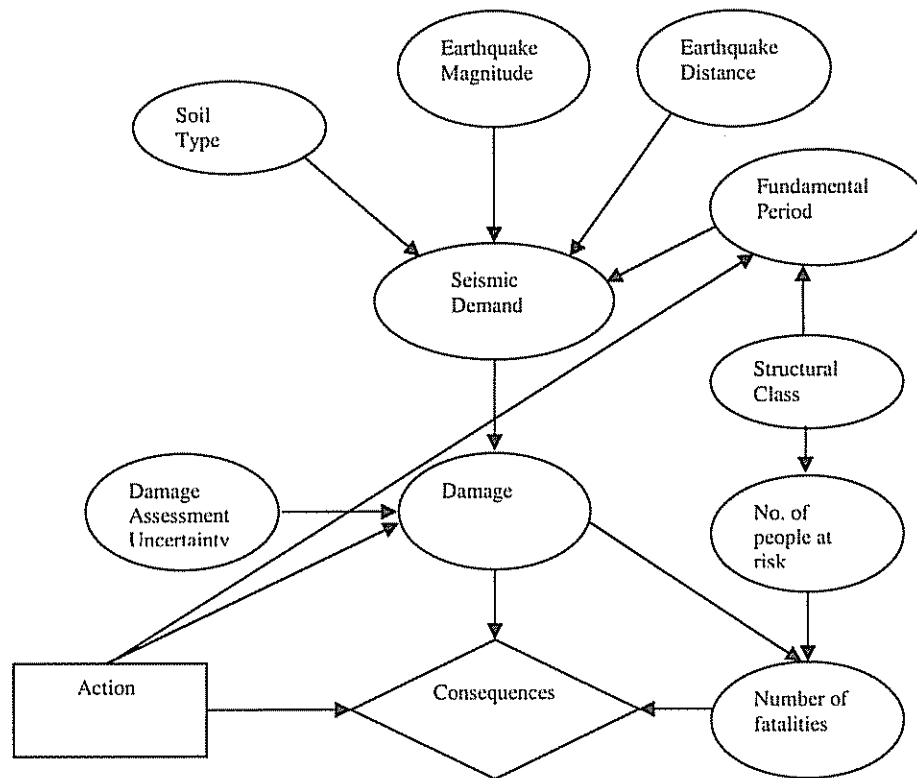 Earthquake
Magnitude
Earthquake
Distance
Soil
Type
Fundamental
Period
Seismic
Demand
Structural
Class
Damage
Assessment
Uncertainty
Damage
No. of
people at
risk
Action
Consequences
Number of
fatalities